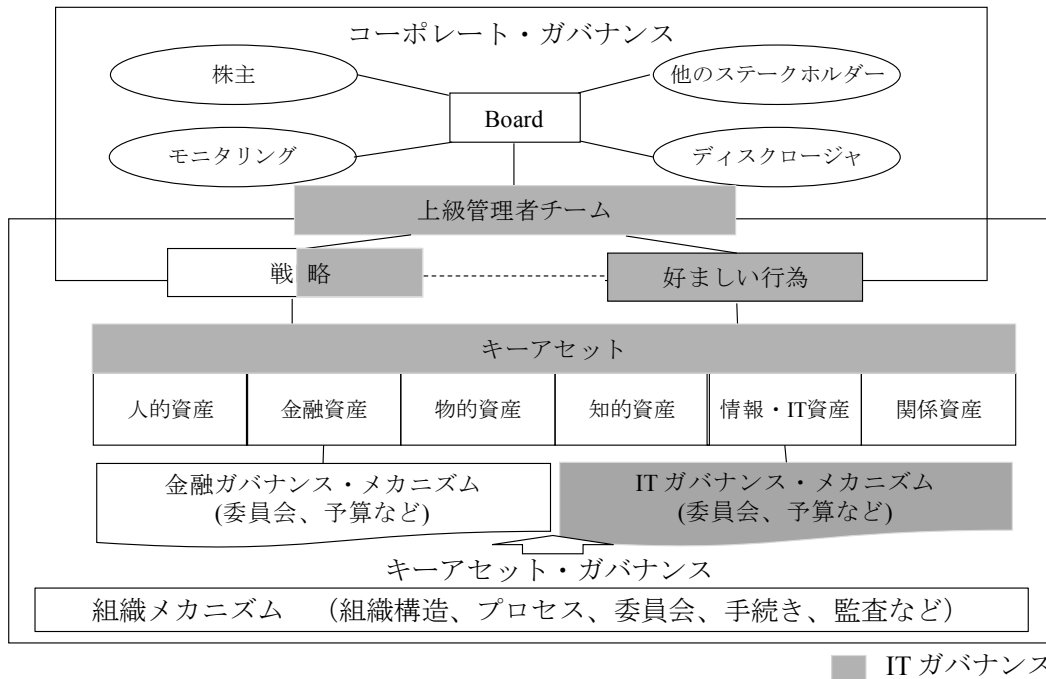 コーポレート・ガバナンス
株主
他のステークホルダー
Board
モニタリング
ディスクロージャ
上級管理者チーム
戦略
好ましい行為
キーアセット
人的資産
金融資産
物的資産
知的資産
情報・IT資産
関係資産
金融ガバナンス・メカニズム
(委員会、予算など)
IT ガバナンス・メカニズム
(委員会、予算など)
キーアセット・ガバナンス
組織メカニズム （組織構造、プロセス、委員会、手続き、監査など）
IT ガバナンス